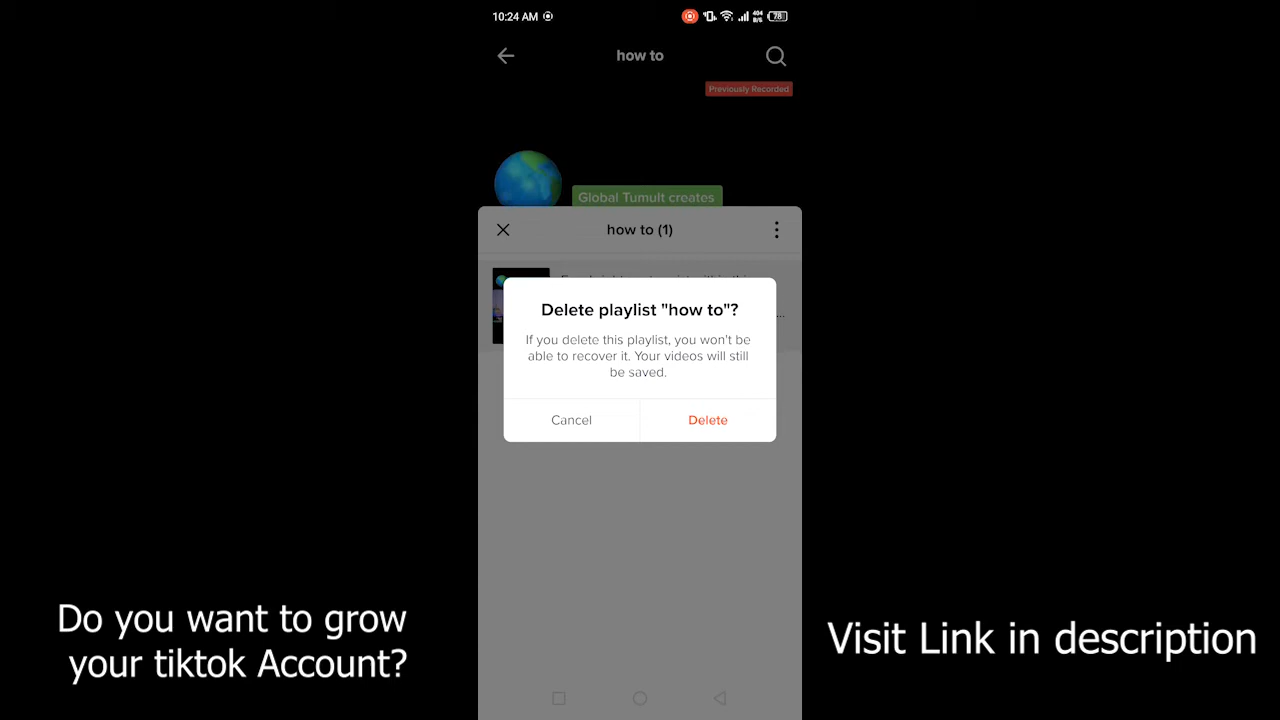 10:24 AM
404
B/S
78
how to
Previously Recorded
Global Tumult creates
how to (1)
Delete playlist "how to"?
If you delete this playlist, you won't be
able to recover it. Your videos will still
be saved.
Cancel
Delete
Do you want to grow
your tiktok Account?
Visit Link in description